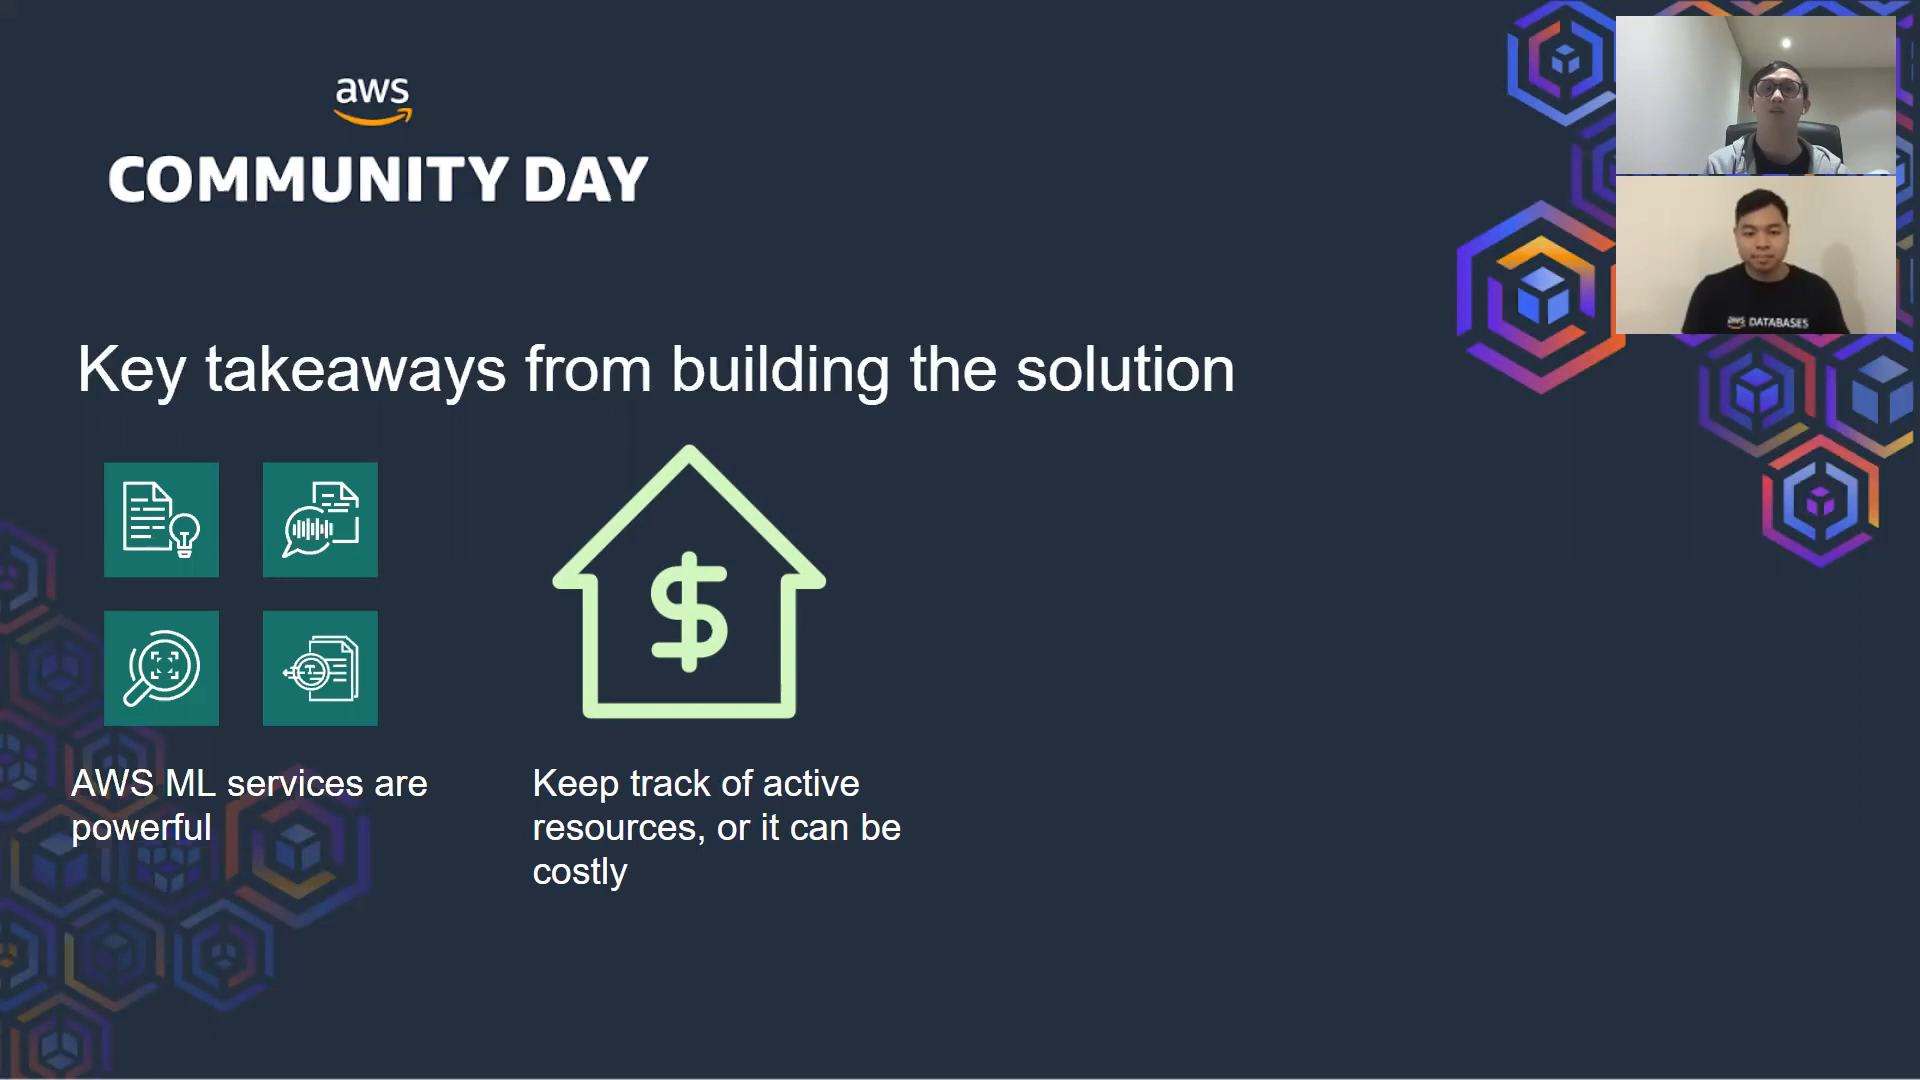 aws
COMMUNITY DAY
Key takeaways from building the solution
AWS ML services are
powerful
$
Keep track of active
resources, or it can be
costly
aws DATABASES